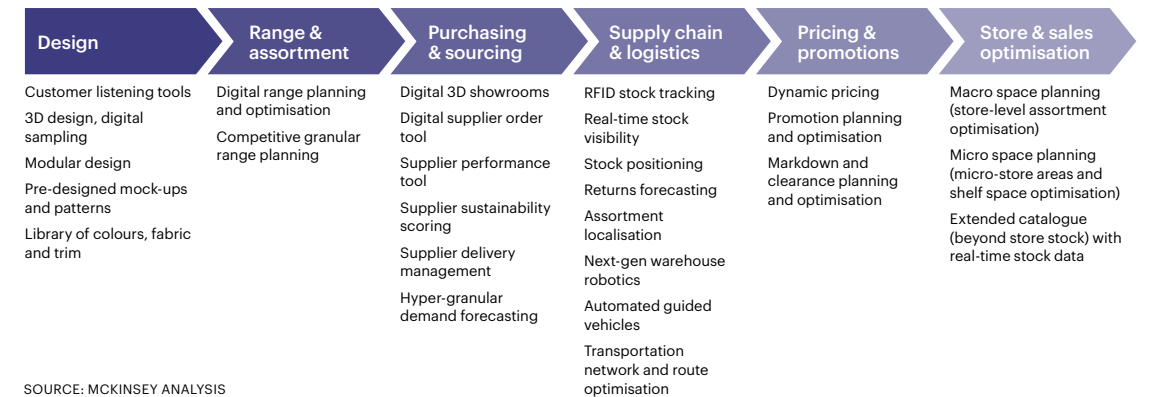 Design
Range &
assortment
Purchasing
& sourcing
Supply chain
& logistics
Pricing &
promotions
Store & sales
optimisation
Customer listening tools
3D design, digital
sampling
Modular design
Pre-designed mock-ups
and patterns
Library of colours, fabric
and trim
Digital range planning
and optimisation
Competitive granular
range planning
Digital 3D showrooms
Digital supplier order
tool
Supplier performance
tool
Supplier sustainability
scoring
Supplier delivery
management
Hyper-granular
demand forecasting
RFID stock tracking
Real-time stock
visibility
Stock positioning
Returns forecasting
Assortment
localisation
Next-gen warehouse
robotics
Automated guided
vehicles
Transportation
network and route
optimisation
Dynamic pricing
Promotion planning
and optimisation
Markdown and
clearance planning
and optimisation
Macro space planning
(store-level assortment
optimisation)
Micro space planning
(micro-store areas and
shelf space optimisation)
Extended catalogue
(beyond store stock) with
real-time stock data
SOURCE: MCKINSEY ANALYSIS